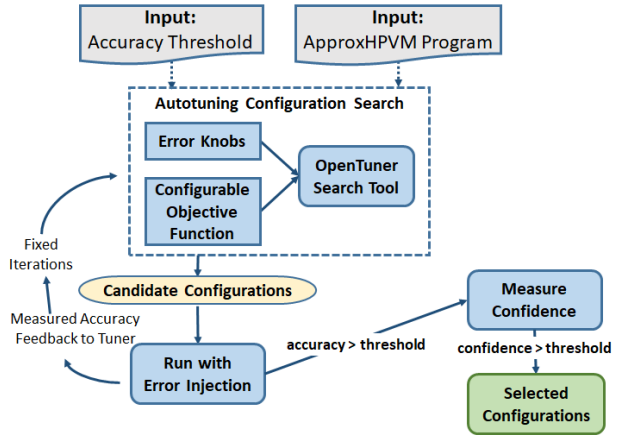 Input:
Accuracy Threshold
Input:
ApproxHPVM Program
Autotuning Configuration Search
Error Knobs
OpenTuner
Search Tool
Configurable
Objective
Function
Fixed
Iterations
Candidate Configurations
Measured Accuracy
Feedback to Tuner
Run with
Error Injection
accuracy > threshold
Measure
Confidence
confidence > threshold
Selected
Configurations